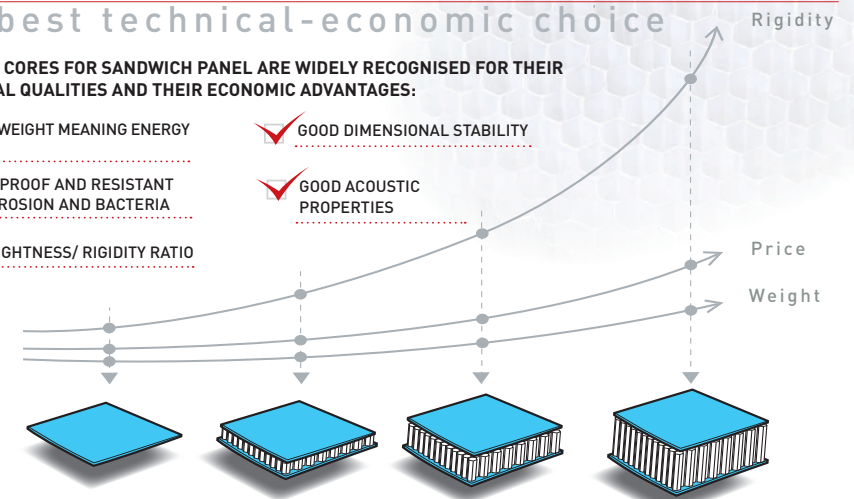 best technical-economic choice
CORES FOR SANDWICH PANEL ARE WIDELY RECOGNISED FOR THEIR
AL QUALITIES AND THEIR ECONOMIC ADVANTAGES:
WEIGHT MEANING ENERGY
PROOF AND RESISTANT
ROSION AND BACTERIA
GHTNESS/ RIGIDITY RATIO
GOOD DIMENSIONAL STABILITY
GOOD ACOUSTIC
PROPERTIES
Rigidity
Price
Weight